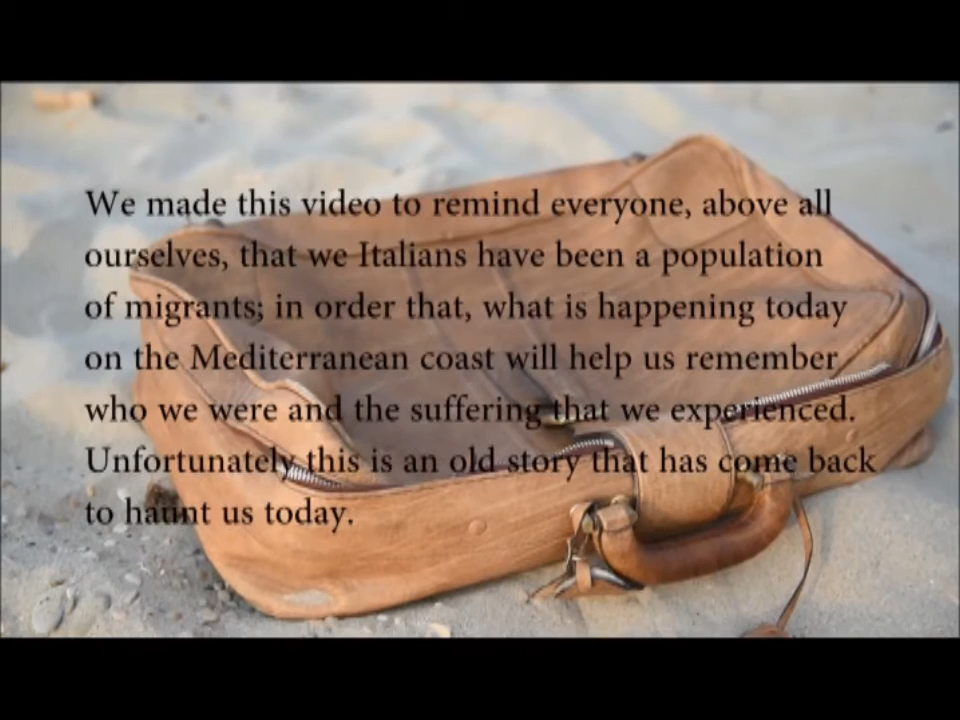 We made this video to remind everyone, above all
ourselves, that we Italians have been a population
of migrants; in order that, what is happening today
on the Mediterranean coast will help us remember
who we were and the suffering that we experienced.
Unfortunately this is an old story that has come back
to haunt us today.